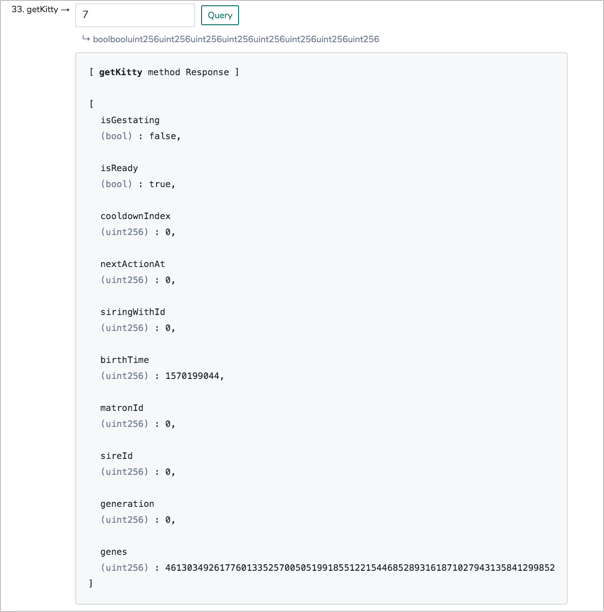 33. getKitty → 7 Query
↳ boolbooluint256uint256uint256uint256uint256uint256uint256uint256
[ getKitty method Response ]
[
isGestating
(bool) : false,
isReady
(bool) : true,
cooldownIndex
(uint256) : 0,
nextActionAt
(uint256) : 0,
siringWithId
(uint256) : 0,
birthTime
(uint256) : 1570199044,
matronId
(uint256) : 0,
sireId
(uint256) : 0,
generation
(uint256) : 0,
genes
(uint256) : 461303492617760133525700505199185512215446852893161871027943135841299852
]